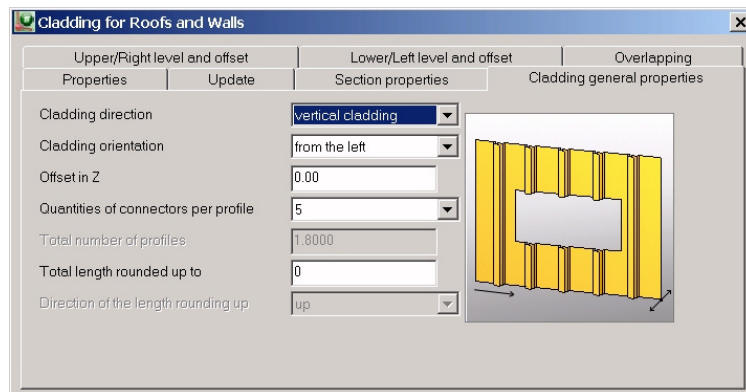 Cladding for Roofs and Walls
Upper/Right level and offset
Lower/Left level and offset
Overlapping
Properties
Update
Section properties
Cladding general properties
Cladding direction
vertical cladding
Cladding orientation
from the left
Offset in Z
0.00
Quantities of connectors per profile
5
Total number of profiles
1.8000
Total length rounded up to
0
Direction of the length rounding up
up